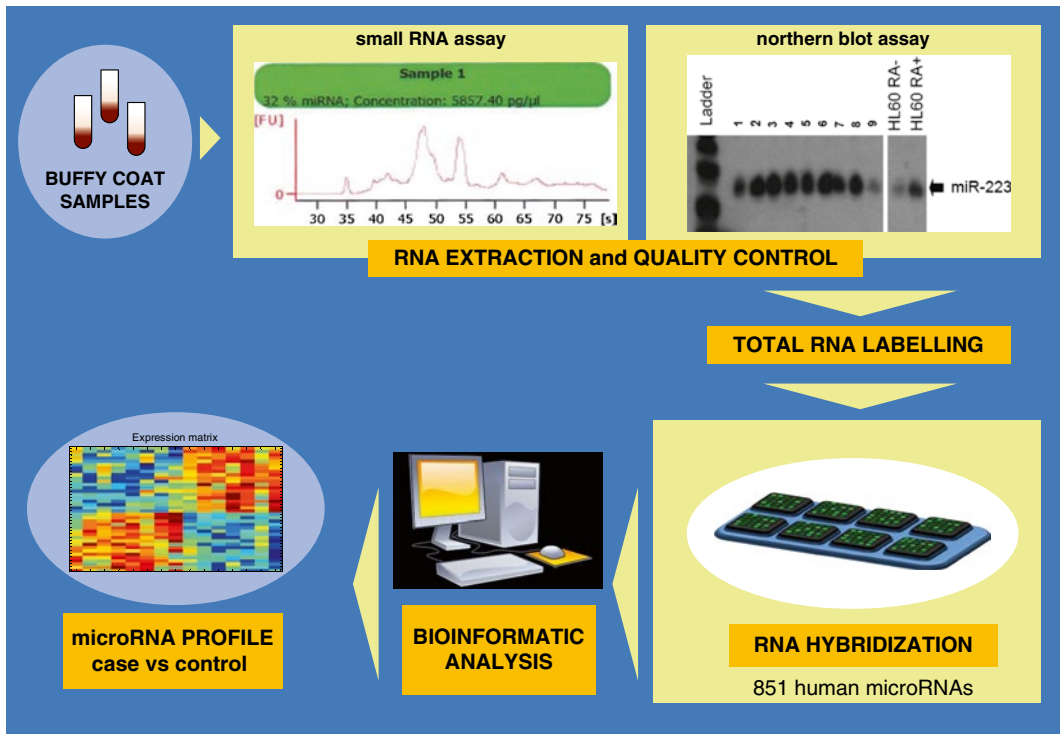 BUFFY COAT
SAMPLES
small RNA assay
Sample 1
32 % miRNA; Concentration: 5857.40 pg/µl
[FU]
0
30 35 40 45 50 55 60 65 70 75 [s]
northern blot assay
Ladder
1 2 3 4 5 6 7 8 9
HL60 RA-
HL60 RA+
miR-223
RNA EXTRACTION and QUALITY CONTROL
TOTAL RNA LABELLING
RNA HYBRIDIZATION
851 human microRNAs
BIOINFORMATIC
ANALYSIS
Expression matrix
microRNA PROFILE
case vs control